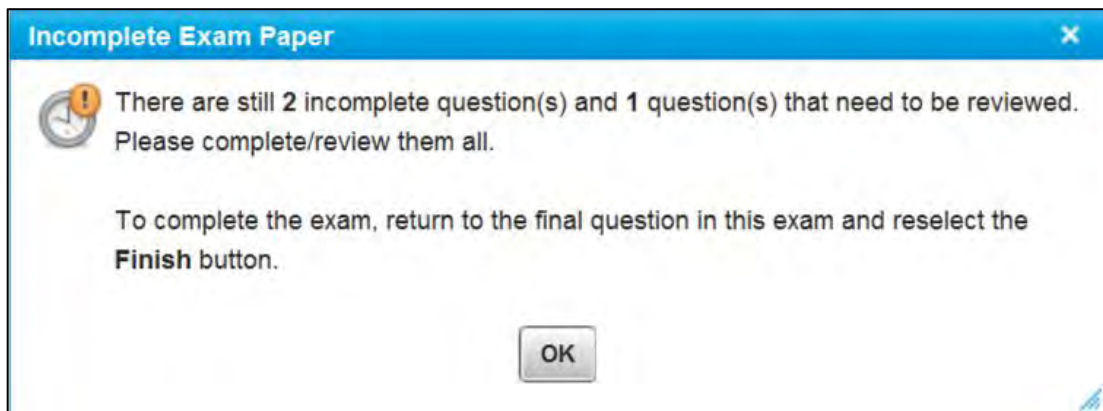 Incomplete Exam Paper
There are still 2 incomplete question(s) and 1 question(s) that need to be reviewed.
Please complete/review them all.
To complete the exam, return to the final question in this exam and reselect the
Finish button.
OK